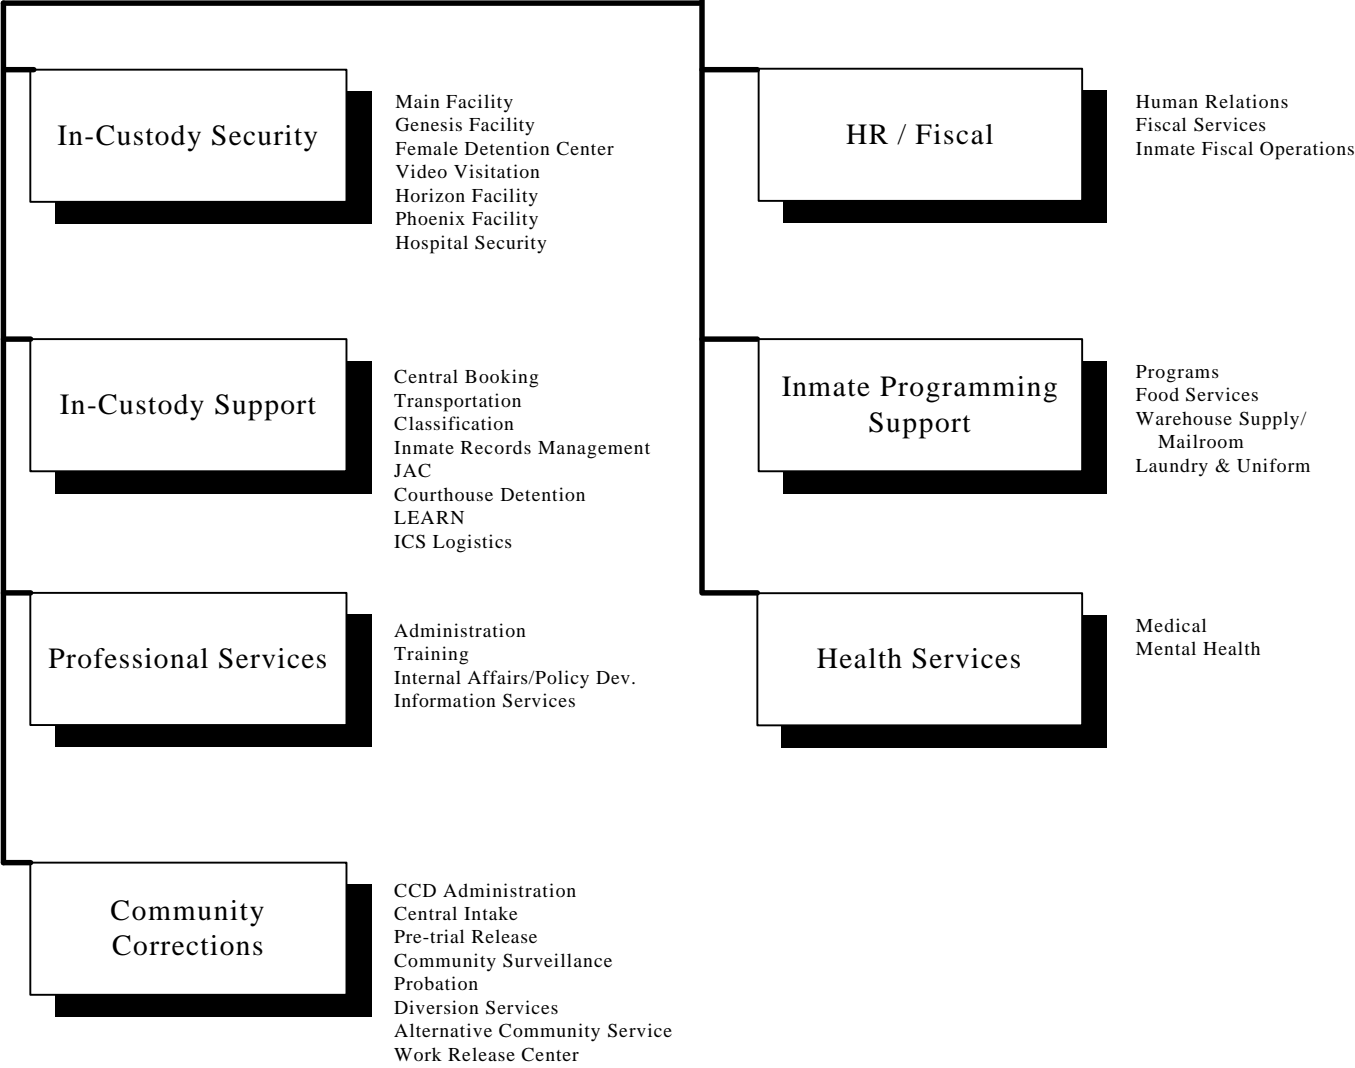 In-Custody Security
Main Facility
Genesis Facility
Female Detention Center
Video Visitation
Horizon Facility
Phoenix Facility
Hospital Security
In-Custody Support
Central Booking
Transportation
Classification
Inmate Records Management
JAC
Courthouse Detention
LEARN
ICS Logistics
Professional Services
Administration
Training
Internal Affairs/Policy Dev.
Information Services
Community
Corrections
CCD Administration
Central Intake
Pre-trial Release
Community Surveillance
Probation
Diversion Services
Alternative Community Service
Work Release Center
HR / Fiscal
Human Relations
Fiscal Services
Inmate Fiscal Operations
Inmate Programming
Support
Programs
Food Services
Warehouse Supply/
Mailroom
Laundry & Uniform
Health Services
Medical
Mental Health